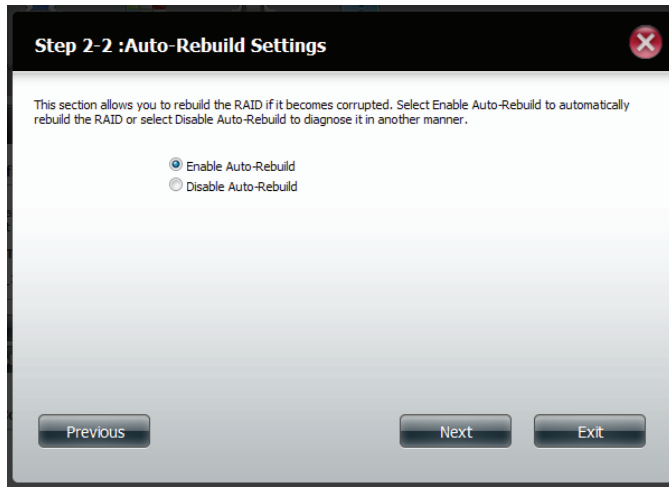 Step 2-2 :Auto-Rebuild Settings
This section allows you to rebuild the RAID if it becomes corrupted. Select Enable Auto-Rebuild to automatically
rebuild the RAID or select Disable Auto-Rebuild to diagnose it in another manner.
Enable Auto-Rebuild
Disable Auto-Rebuild
Previous
Next
Exit